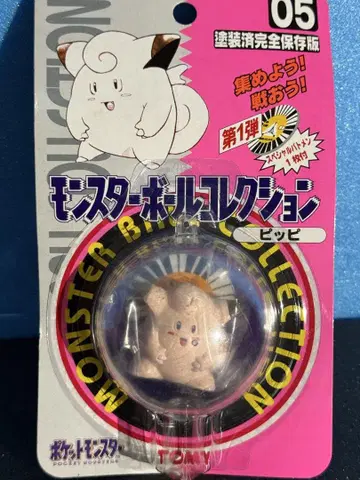 05
塗装済完全保存版
集めよう!
戦おう!
第1弾
スペシャルバトメン
1枚付
モンスターボールコレクション
ピッピ
MONSTER BALL COLLECTION
ポケットモンスター
POCKET MONSTERS
TOMY